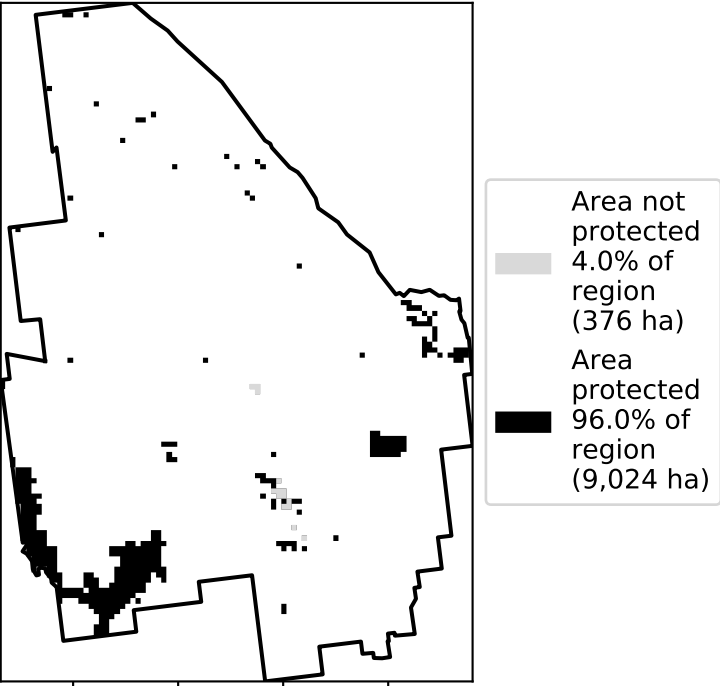 Area not
protected
4.0% of
region
(376 ha)
Area
protected
96.0% of
region
(9,024 ha)